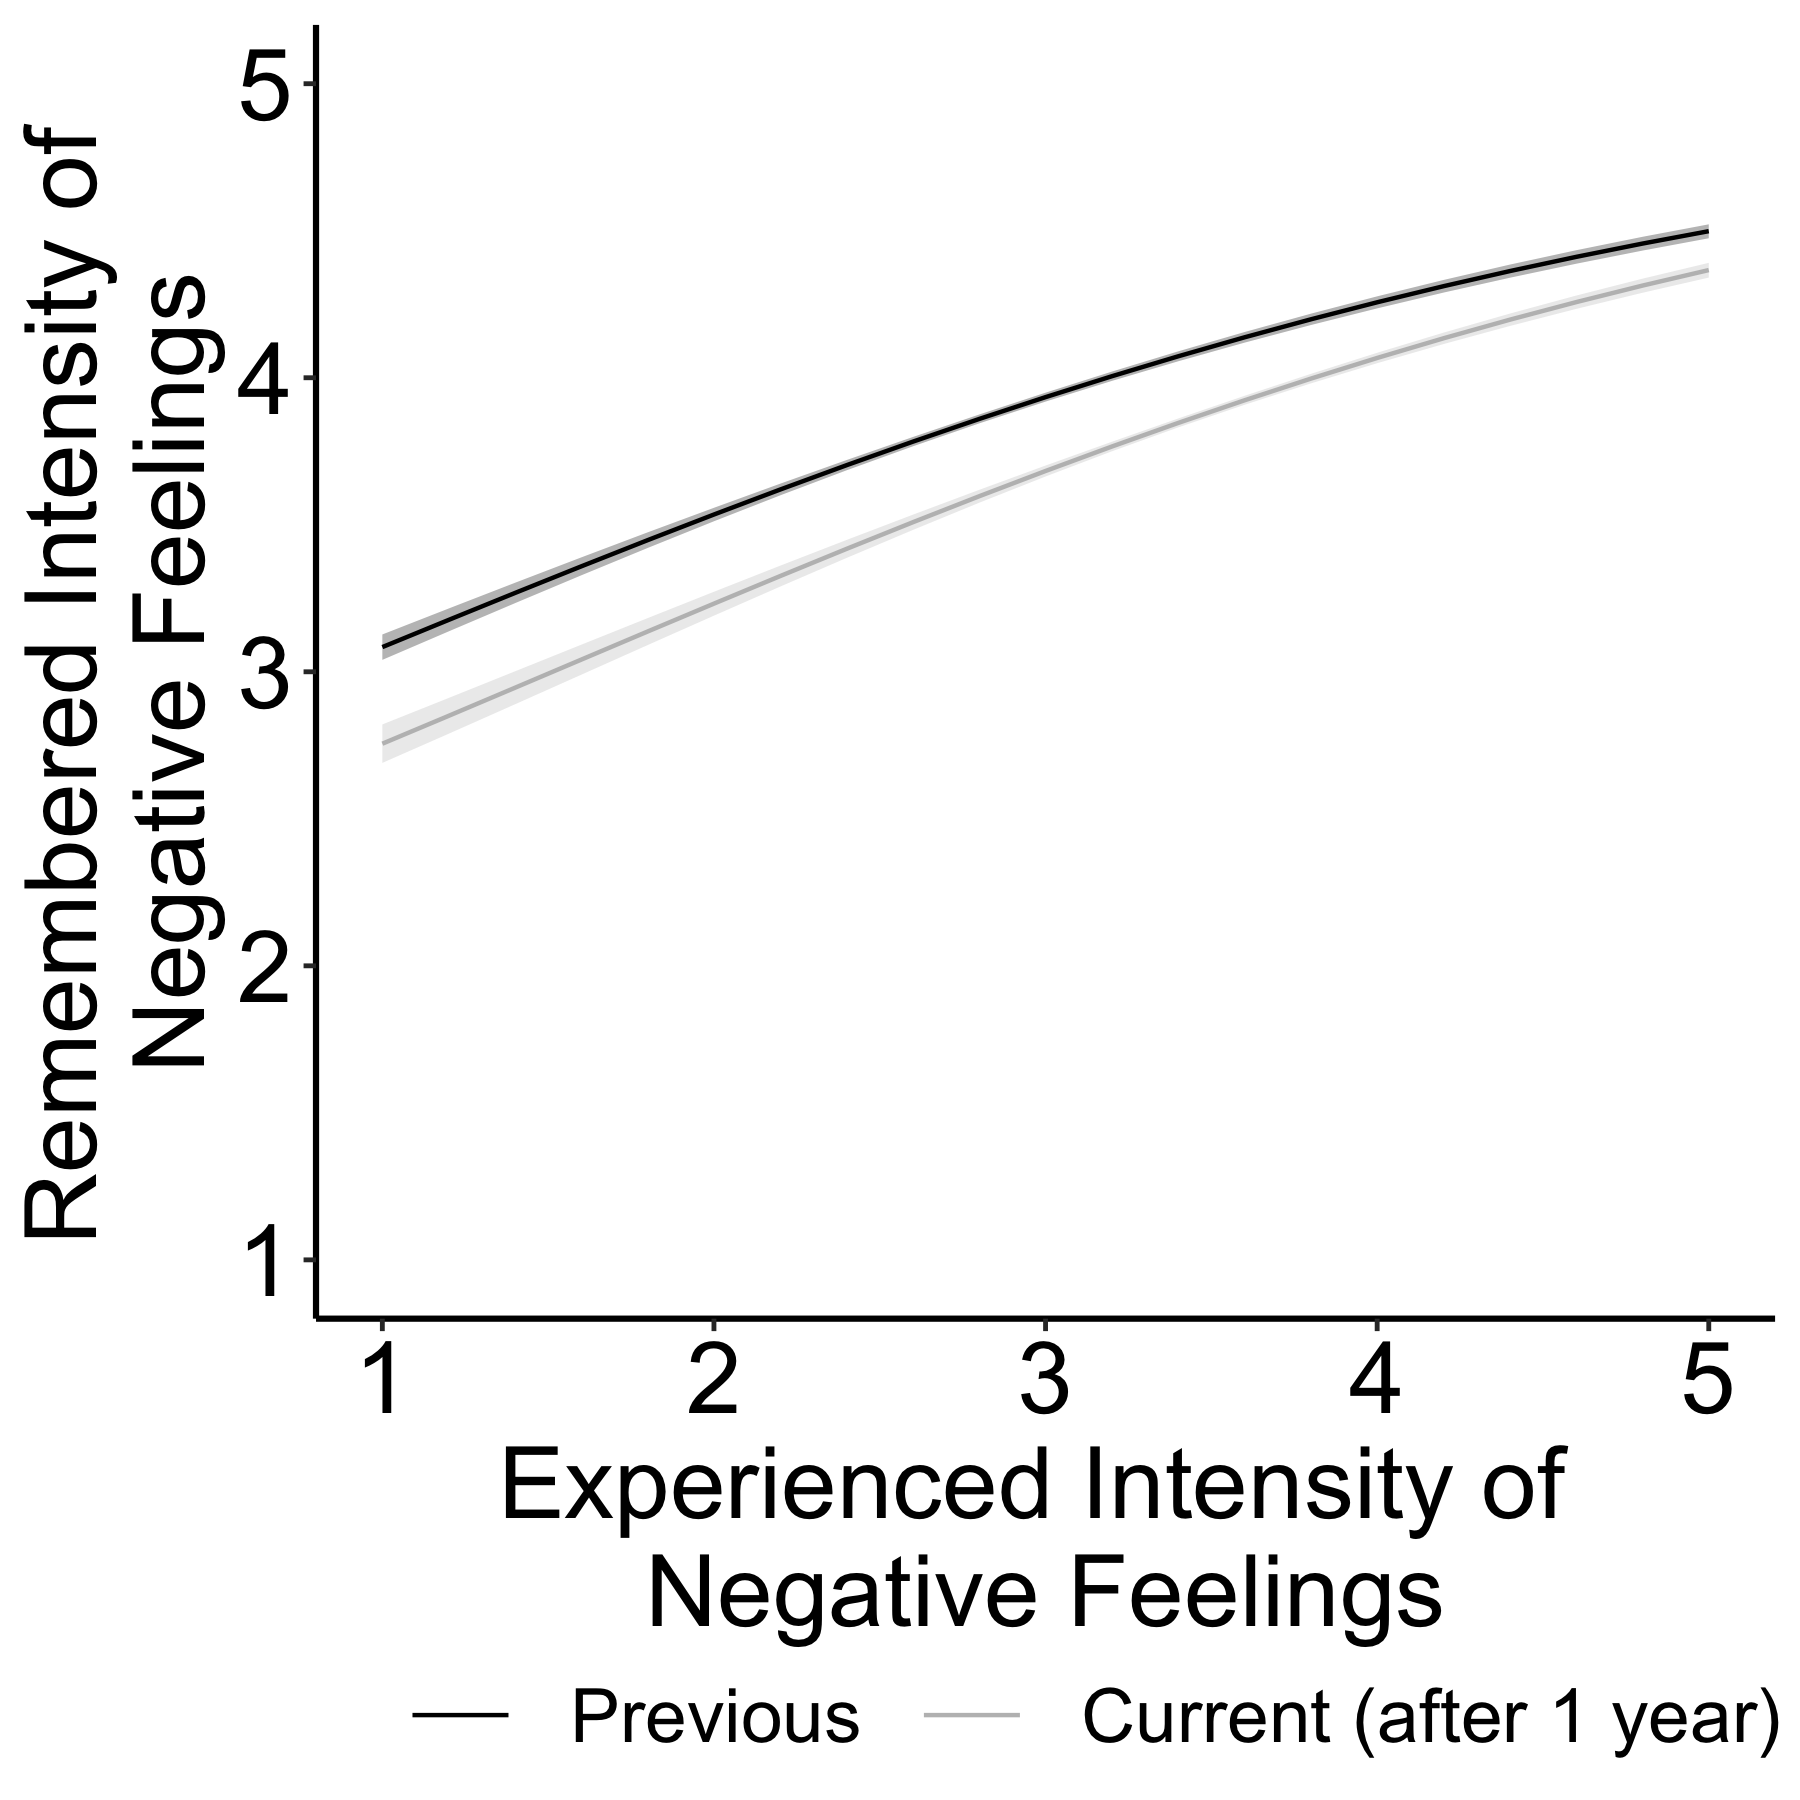 Remembered Intensity of
Negative Feelings
5
4
3
2
1
1 2 3 4 5
Experienced Intensity of
Negative Feelings
Previous Current (after 1 year)